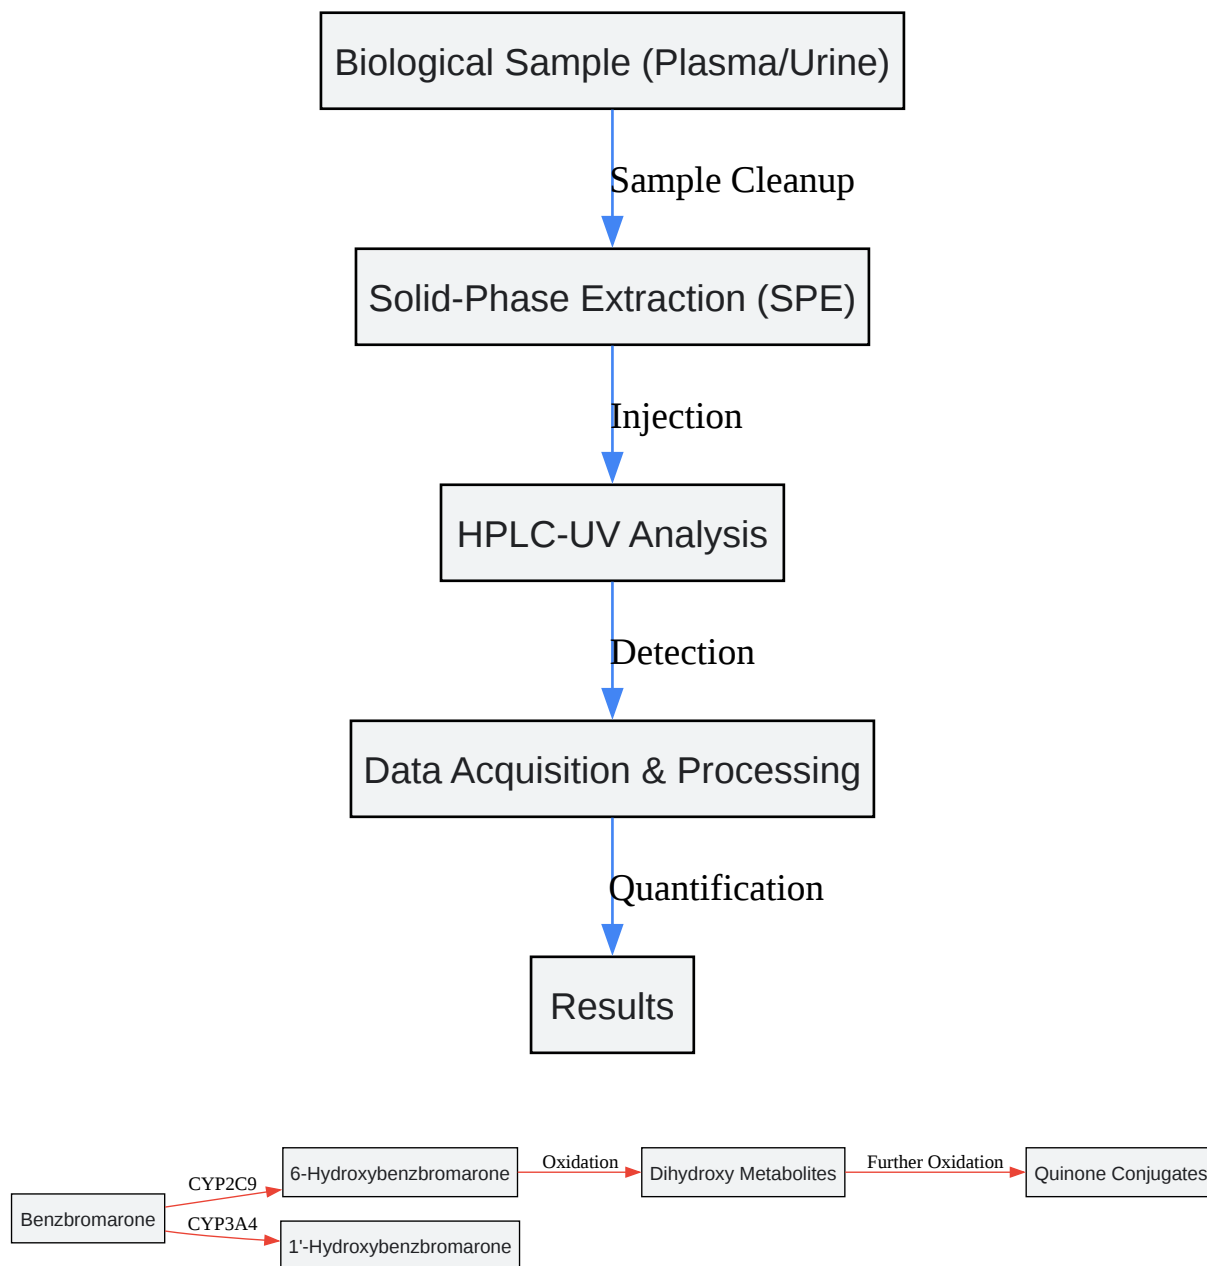 Biological Sample (Plasma/Urine)
Sample Cleanup
Solid-Phase Extraction (SPE)
Injection
HPLC-UV Analysis
Detection
Data Acquisition & Processing
Quantification
Results
Benzbromarone
CYP2C9
6-Hydroxybenzbromarone
Oxidation
Dihydroxy Metabolites
Further Oxidation
Quinone Conjugates
CYP3A4
1'-Hydroxybenzbromarone